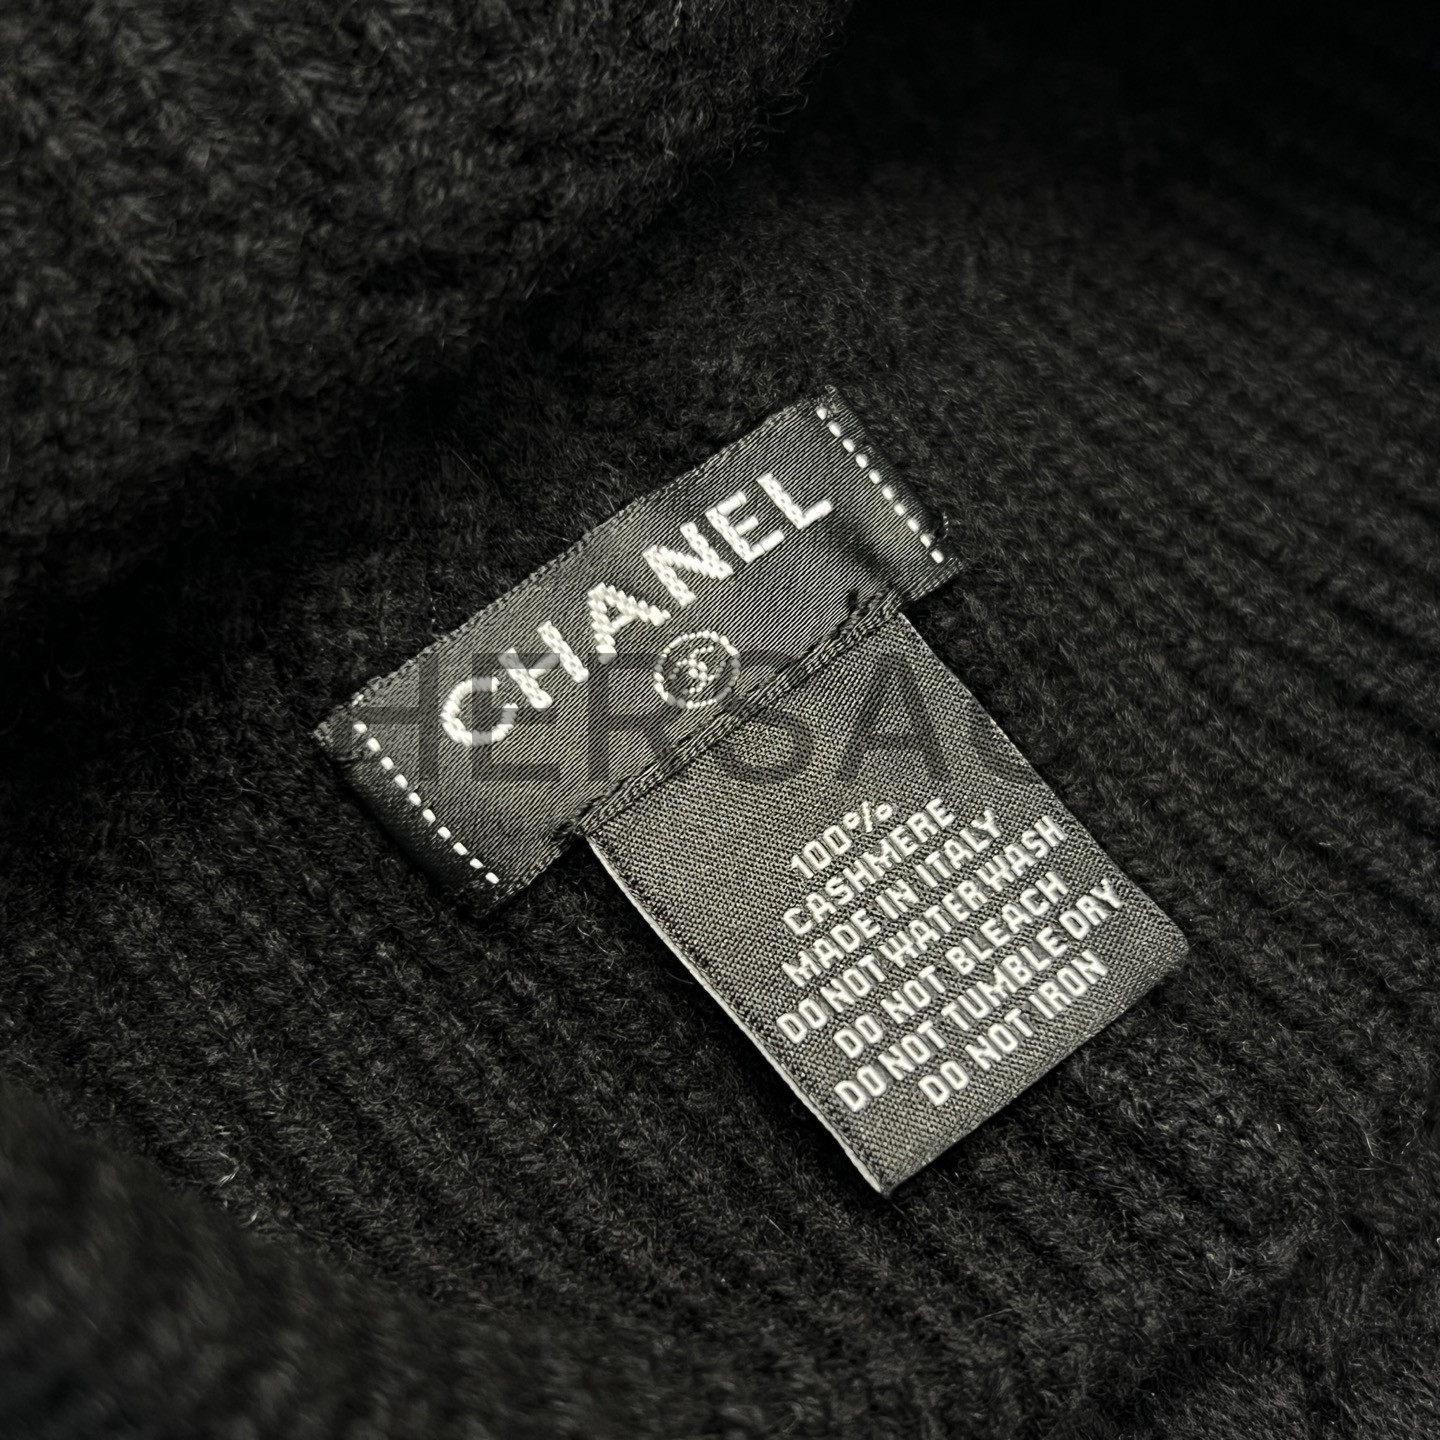 CHANEL
HERSA
100%
CASHMERE
MADE IN ITALY
DO NOT WATER WASH
DO NOT BLEACH
DO NOT TUMBLE DRY
DO NOT IRON